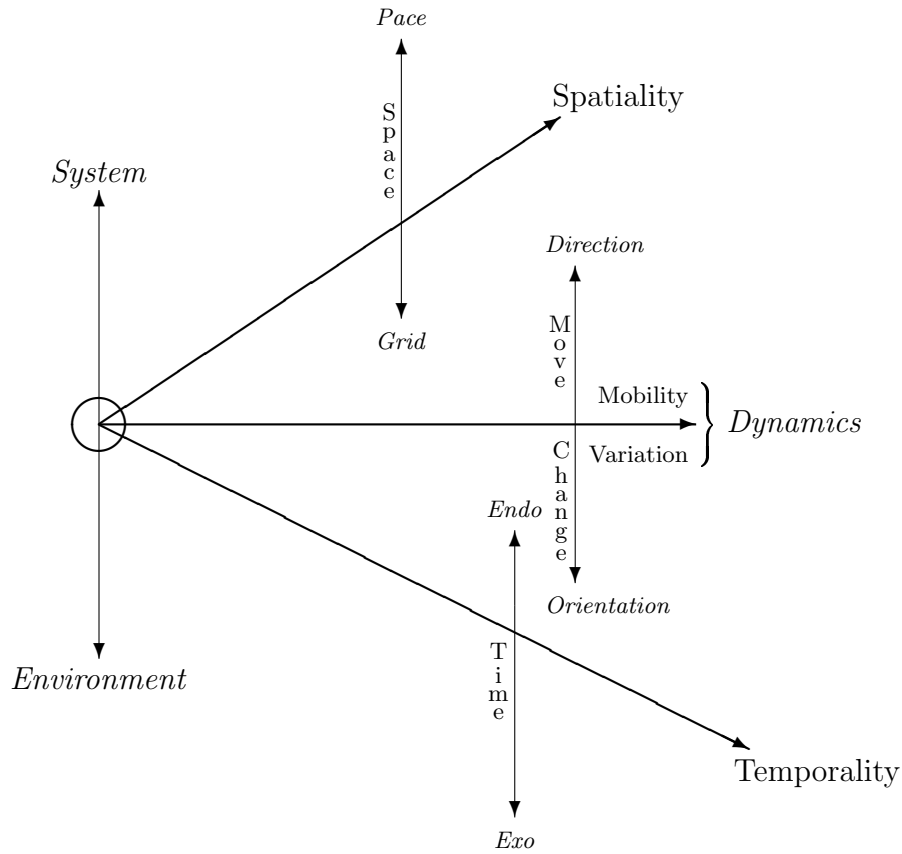 Pace
Spatiality
Space
System
Direction
Move
Grid
Mobility
Dynamics
Variation
Change
Endo
Orientation
Time
Environment
Temporality
Exo